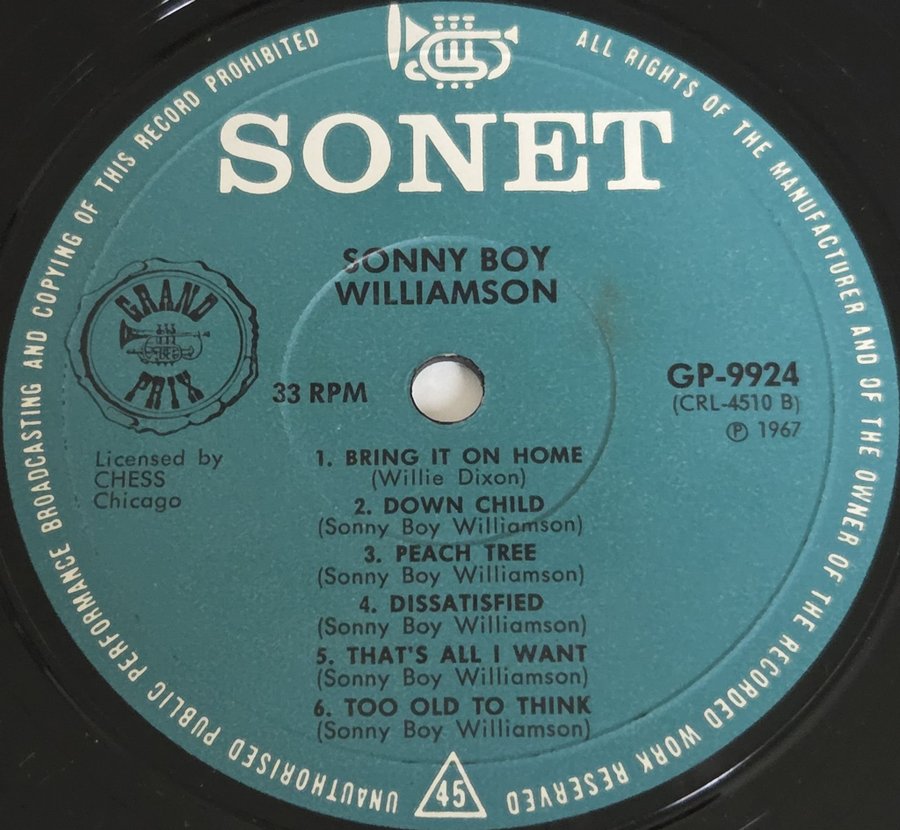 UNAUTHORISED PUBLIC PERFORMANCE BROADCASTING AND COPYING OF THIS RECORD PROHIBITED
ALL RIGHTS OF THE MANUFACTURER AND OF THE OWNER OF THE RECORDED WORK RESERVED
SONET
SONNY BOY
WILLIAMSON
GRAND
PRIX
33 RPM
GP-9924
(CRL-4510 B)
Ⓟ 1967
Licensed by
CHESS
Chicago
1. BRING IT ON HOME
(Willie Dixon)
2. DOWN CHILD
(Sonny Boy Williamson)
3. PEACH TREE
(Sonny Boy Williamson)
4. DISSATISFIED
(Sonny Boy Williamson)
5. THAT'S ALL I WANT
(Sonny Boy Williamson)
6. TOO OLD TO THINK
(Sonny Boy Williamson)
45